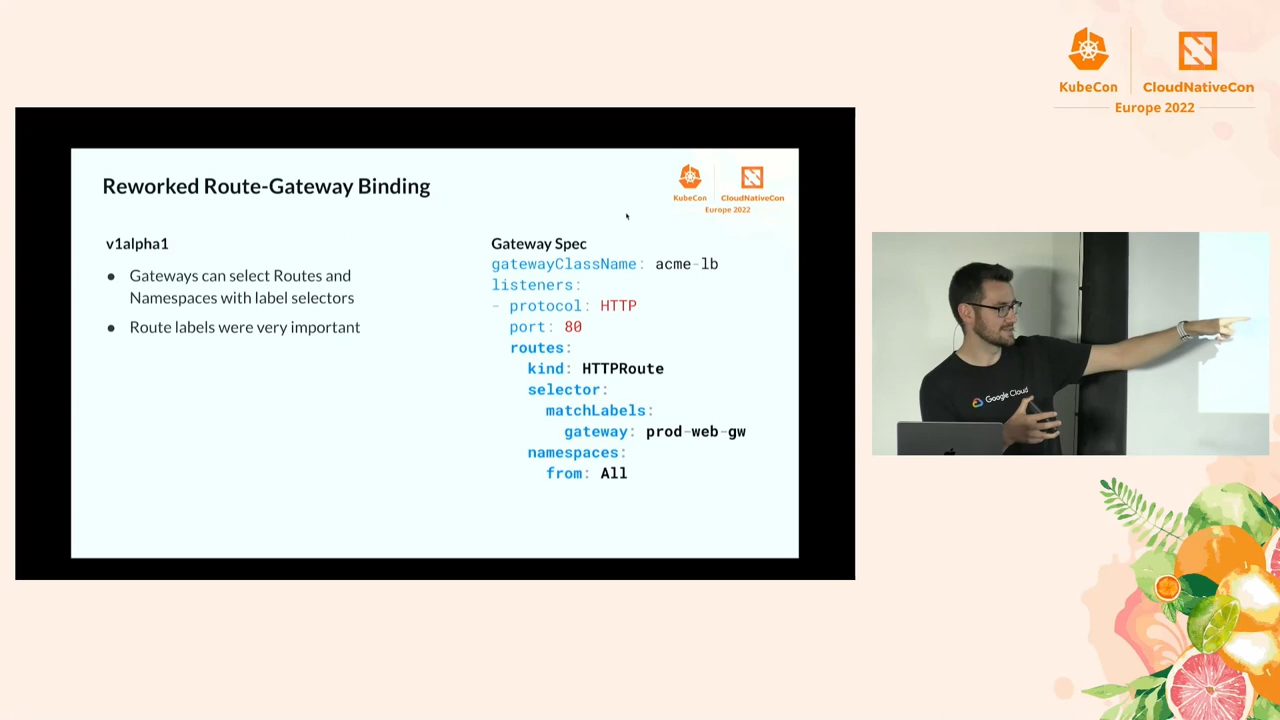 KubeCon
CloudNativeCon
Europe 2022
Reworked Route-Gateway Binding
KubeCon
CloudNativeCon
Europe 2022
v1alpha1
● Gateways can select Routes and
Namespaces with label selectors
● Route labels were very important
Gateway Spec
gatewayClassName: acme-lb
listeners:
- protocol: HTTP
port: 80
routes:
kind: HTTPRoute
selector:
matchLabels:
gateway: prod-web-gw
namespaces:
from: All
Google Cloud